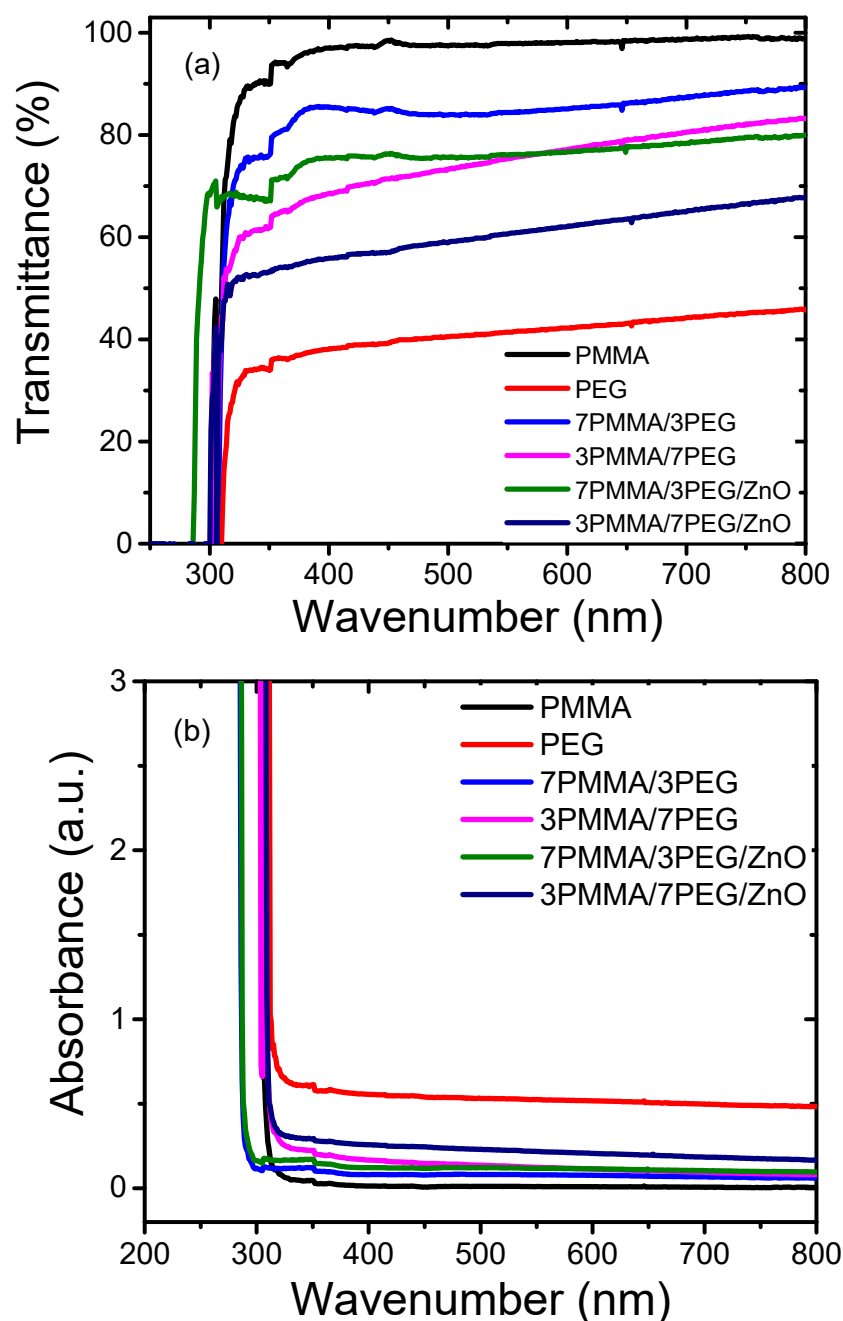 (a)
Transmittance (%)
100
80
60
40
20
0
PMMA
PEG
7PMMA/3PEG
3PMMA/7PEG
7PMMA/3PEG/ZnO
3PMMA/7PEG/ZnO
300 400 500 600 700 800
Wavenumber (nm)
(b)
Absorbance (a.u.)
3
2
1
0
PMMA
PEG
7PMMA/3PEG
3PMMA/7PEG
7PMMA/3PEG/ZnO
3PMMA/7PEG/ZnO
200 300 400 500 600 700 800
Wavenumber (nm)